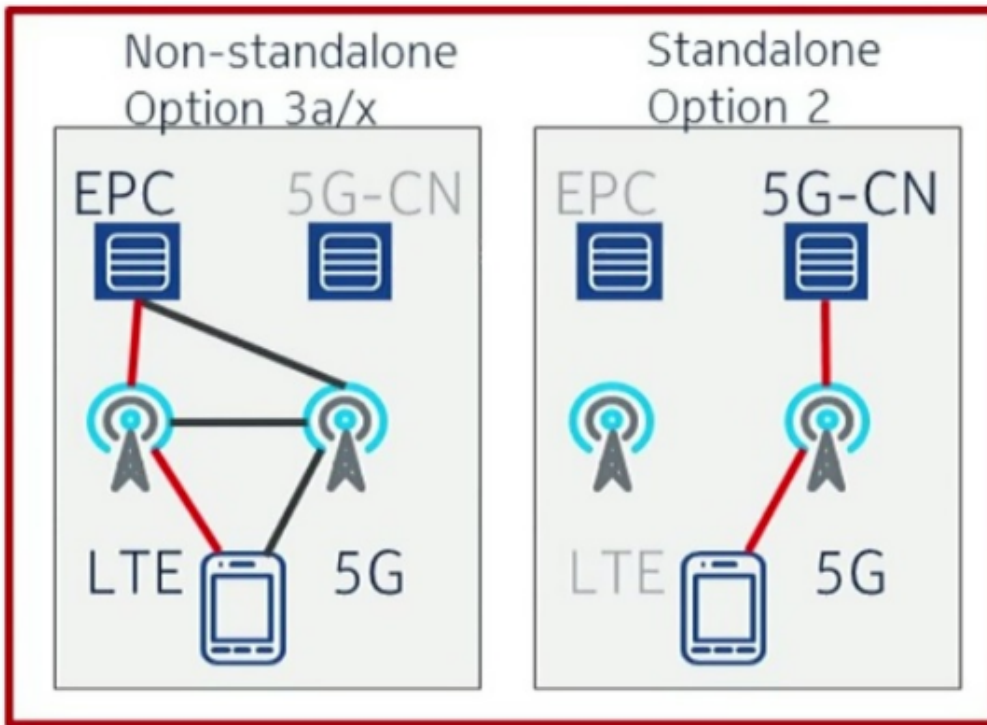 Non-standalone
Option 3a/x
EPC 5G-CN
LTE 5G
Standalone
Option 2
EPC 5G-CN
LTE 5G